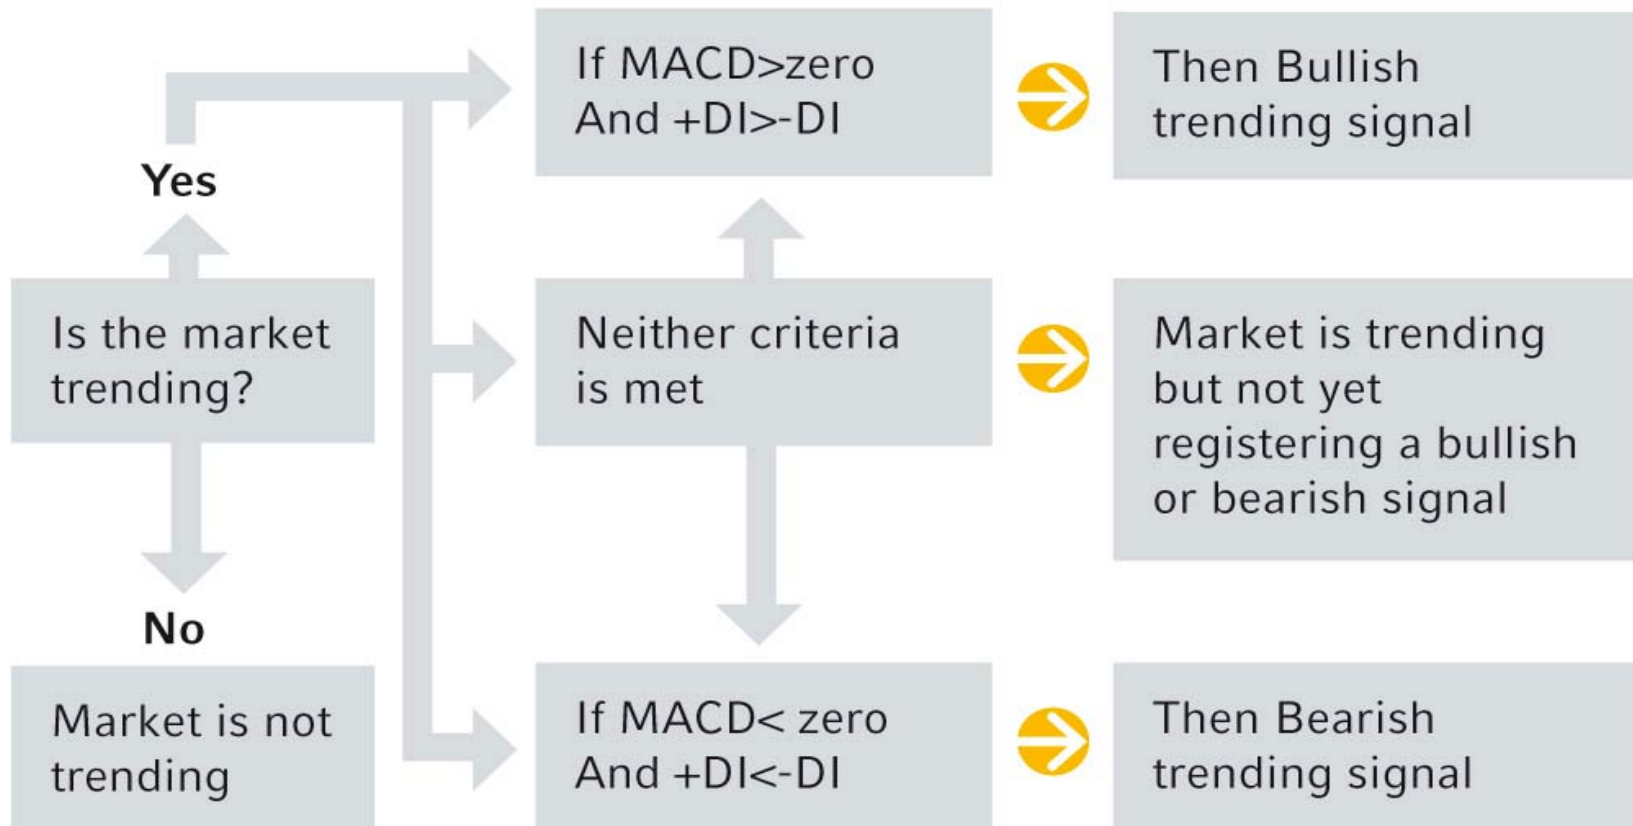 If MACD>zero
And +DI>-DI
Then Bullish
trending signal
Yes
Is the market
trending?
Neither criteria
is met
Market is trending
but not yet
registering a bullish
or bearish signal
No
Market is not
trending
If MACD< zero
And +DI<-DI
Then Bearish
trending signal